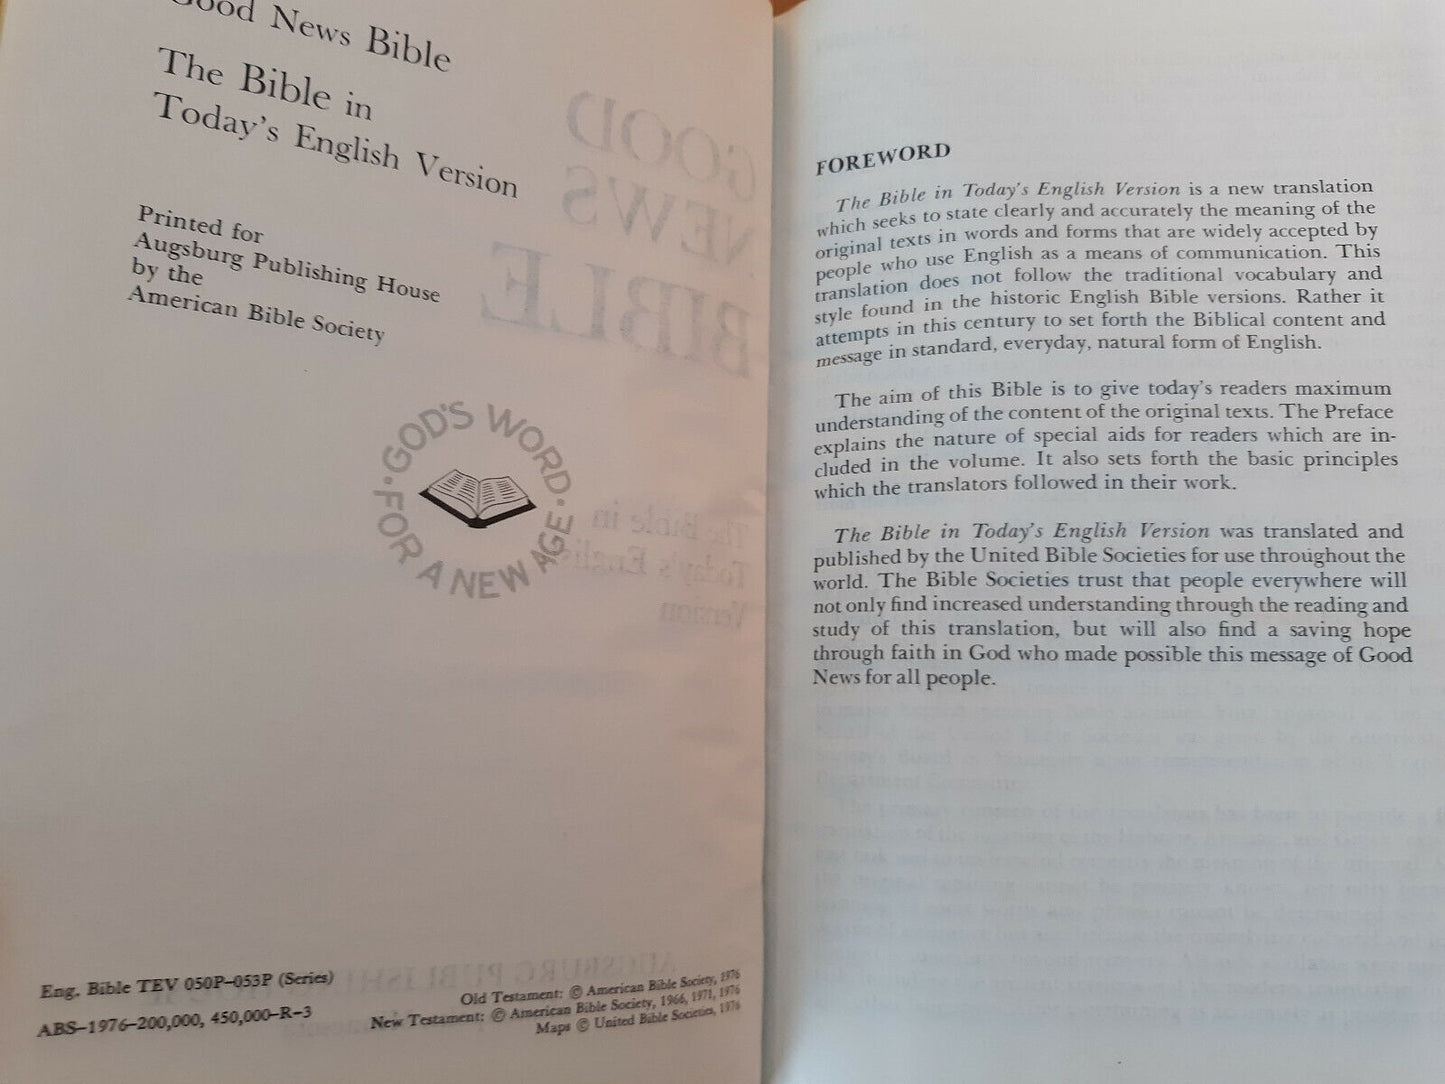 Good News Bible
The Bible in
Today's English Version
Printed for
Augsburg Publishing House
by the
American Bible Society
·GOD'S WORD·
FOR A NEW AGE
Eng. Bible TEV 050P–053P (Series)
ABS–1976–200,000, 450,000–R–3
Old Testament: © American Bible Society, 1976
New Testament: © American Bible Society, 1966, 1971, 1976
Maps © United Bible Societies, 1976
GOOD
NEWS
BIBLE
The Bible in
Today's English
Version
AUGSBURG PUBLISHING
FOREWORD
The Bible in Today's English Version is a new translation
which seeks to state clearly and accurately the meaning of the
original texts in words and forms that are widely accepted by
people who use English as a means of communication. This
translation does not follow the traditional vocabulary and
style found in the historic English Bible versions. Rather it
attempts in this century to set forth the Biblical content and
message in standard, everyday, natural form of English.
The aim of this Bible is to give today's readers maximum
understanding of the content of the original texts. The Preface
explains the nature of special aids for readers which are in-
cluded in the volume. It also sets forth the basic principles
which the translators followed in their work.
The Bible in Today's English Version was translated and
published by the United Bible Societies for use throughout the
world. The Bible Societies trust that people everywhere will
not only find increased understanding through the reading and
study of this translation, but will also find a saving hope
through faith in God who made possible this message of Good
News for all people.